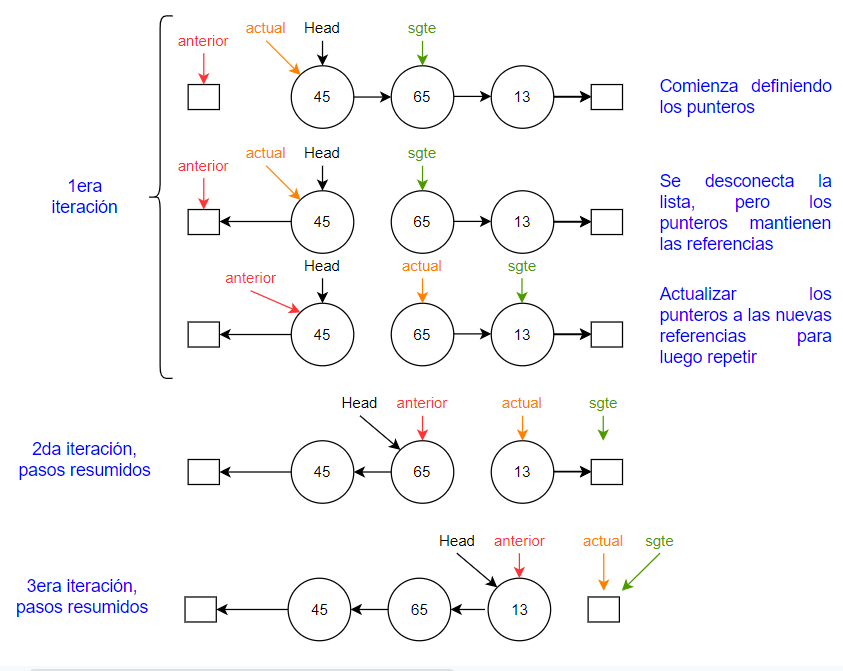 actual Head sgte
anterior
45 65 13
Comienza definiendo
los punteros
actual Head sgte
anterior
1era
iteración
45 65 13
Se desconecta la
lista, pero los
punteros mantienen
las referencias
Head actual sgte
anterior
45 65 13
Actualizar los
punteros a las nuevas
referencias para
luego repetir
Head anterior actual sgte
2da iteración,
pasos resumidos
45 65 13
Head anterior actual sgte
3era iteración,
pasos resumidos
45 65 13